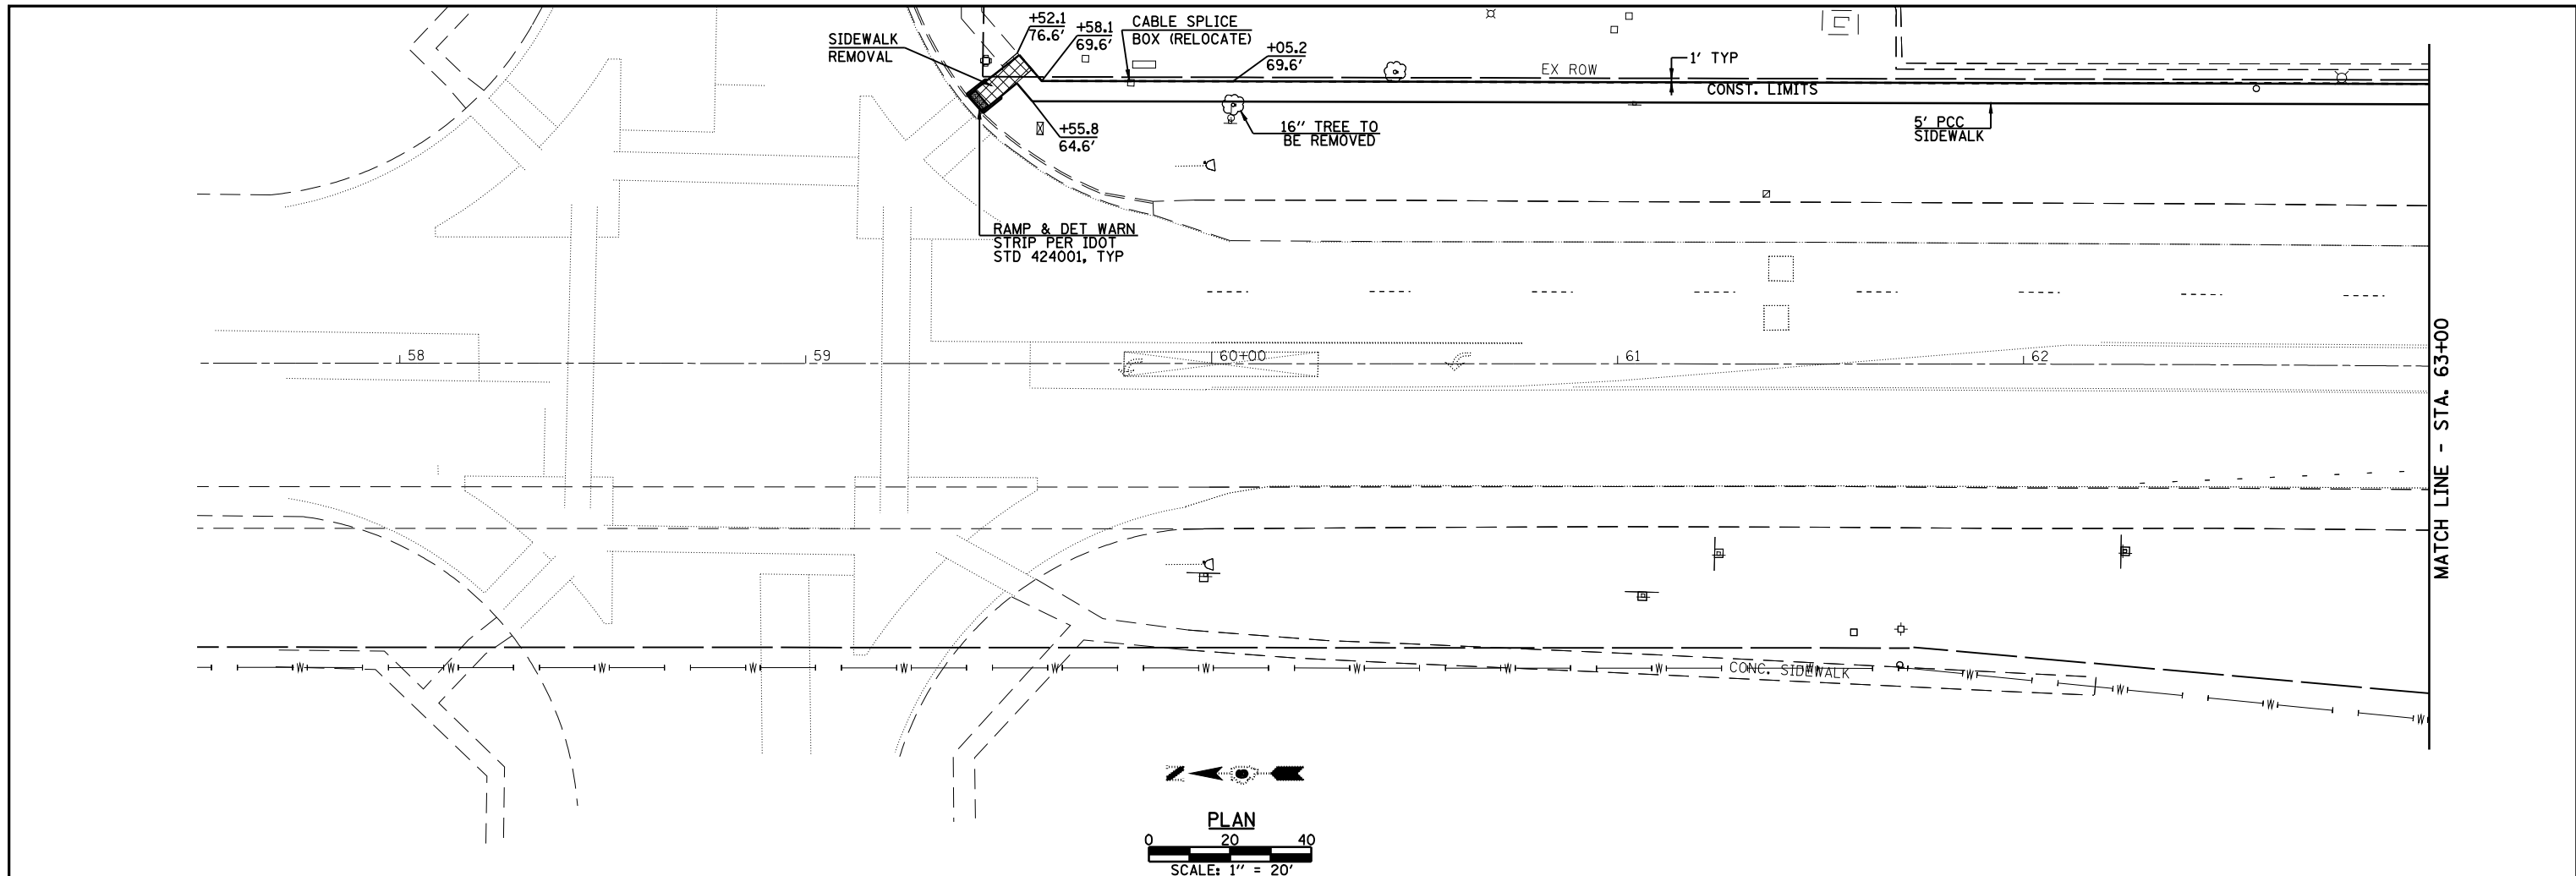 +52.1
76.6'
+58.1
69.6'
CABLE SPLICE
BOX (RELOCATE)
+05.2
69.6'
SIDEWALK
REMOVAL
EX ROW
1' TYP
CONST. LIMITS
+55.8
64.6'
16" TREE TO
BE REMOVED
5' PCC
SIDEWALK
RAMP & DET WARN
STRIP PER IDOT
STD 424001, TYP
58
59
60+00
61
62
MATCH LINE - STA. 63+00
W W W W W W W W W W W W W W W
CONC. SIDEWALK
N
PLAN
0 20 40
SCALE: 1" = 20'